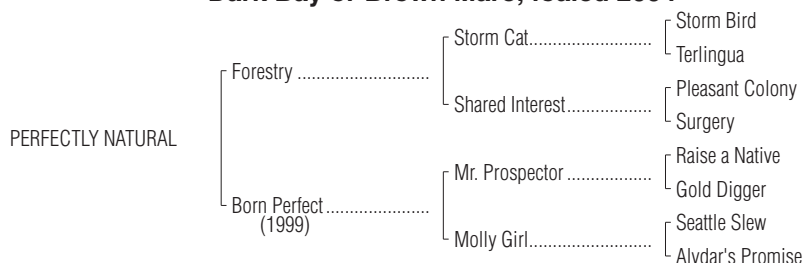 Dark Bay or Brown Mare; foaled 2004
Storm Bird
Storm Cat..............................
Terlingua
Forestry ................................
Pleasant Colony
Shared Interest.....................
Surgery
PERFECTLY NATURAL
Raise a Native
Mr. Prospector .....................
Gold Digger
Born Perfect.........................
(1999)
Seattle Slew
Molly Girl..............................
Alydar's Promise